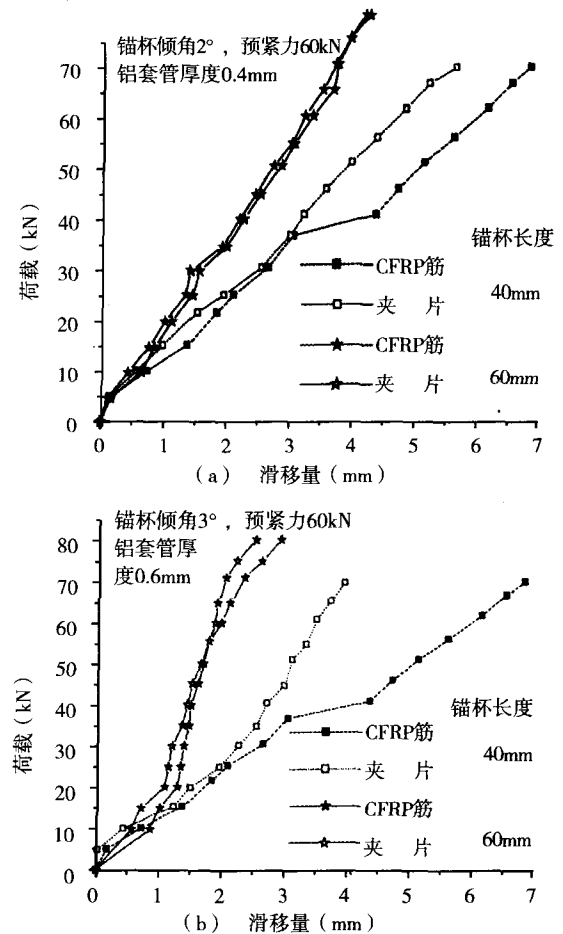 锚杯倾角2°，预紧力60kN
铝套管厚度0.4mm
70
60
50
40
30
20
10
0
荷载(kN)
锚杯长度
CFRP筋
夹 片
40mm
CFRP筋
夹 片
60mm
0 1 2 3 4 5 6 7
(a) 滑移量(mm)
锚杯倾角3°，预紧力60kN
铝套管厚
度0.6mm
80
70
60
50
40
30
20
10
0
荷载(kN)
锚杯长度
CFRP筋
夹 片
40mm
CFRP筋
夹 片
60mm
0 1 2 3 4 5 6 7
(b) 滑移量(mm)